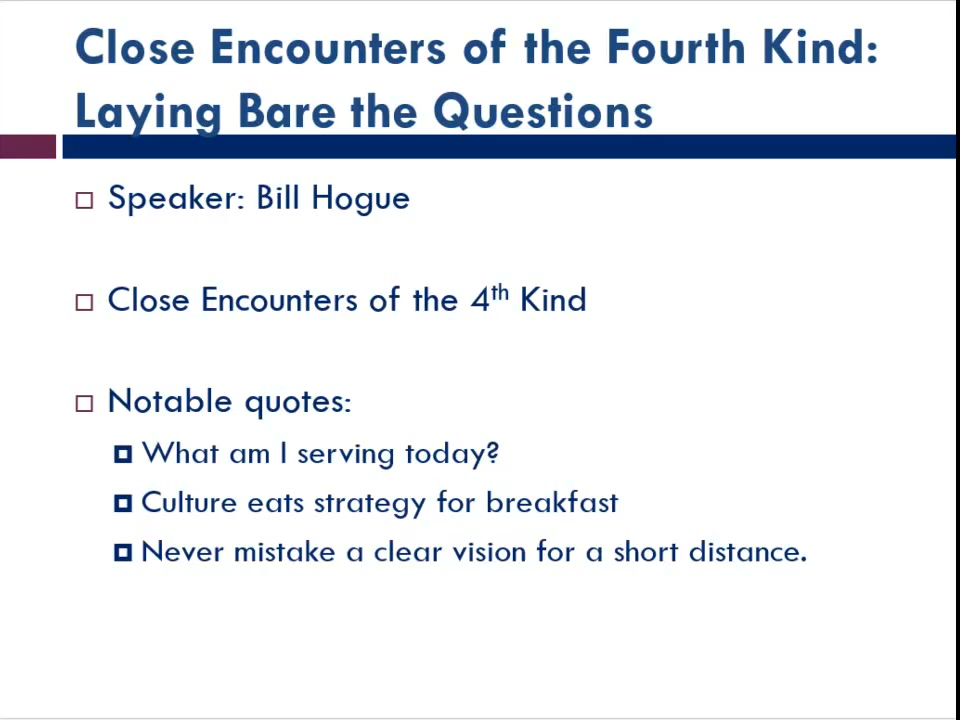 Close Encounters of the Fourth Kind:
Laying Bare the Questions
Speaker: Bill Hogue
Close Encounters of the 4th Kind
Notable quotes:
What am I serving today?
Culture eats strategy for breakfast
Never mistake a clear vision for a short distance.